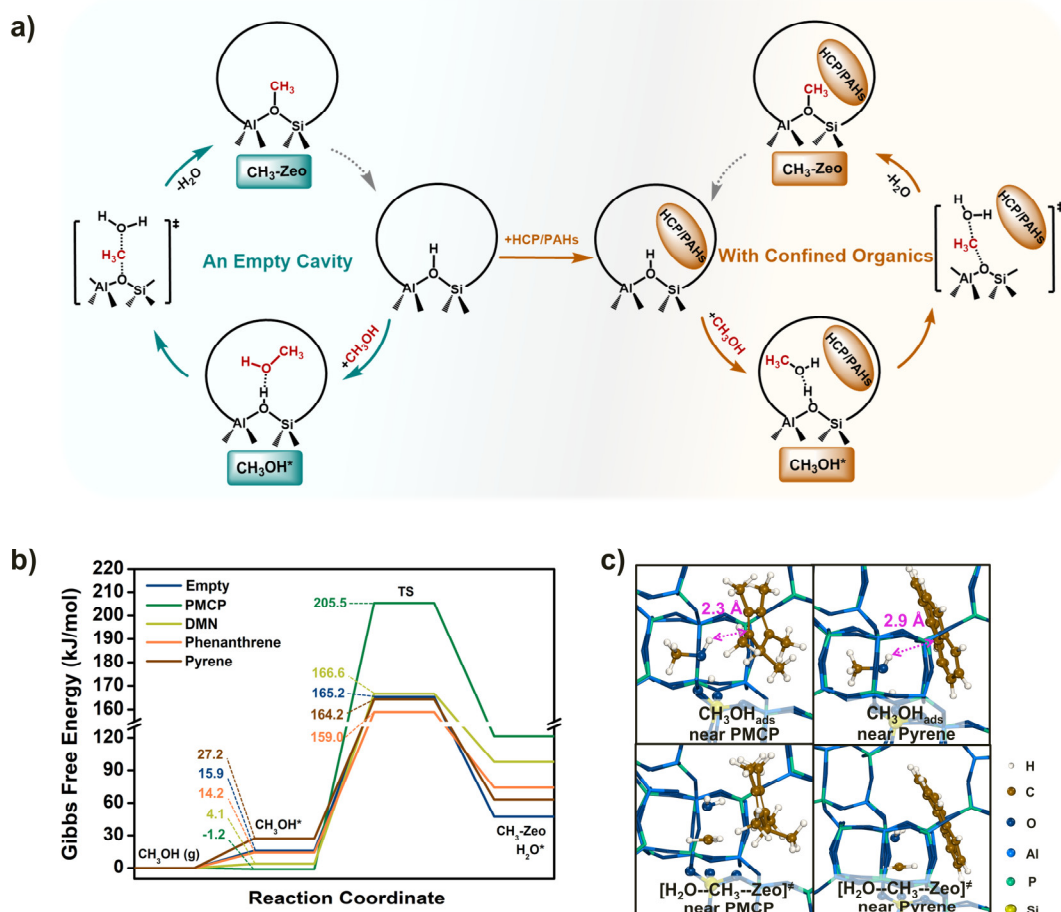 a)
CH3
O
Al Si
CH3-Zeo
HCP/PAHs
CH3
O
Al Si
CH3-Zeo
-H2O
-H2O
H
O H
H3C
O
Al Si
‡
An Empty Cavity
H
O
Al Si
+HCP/PAHs
H
O
Al Si
HCP/PAHs
With Confined Organics
H
O H
H3C
O
Al Si
HCP/PAHs
‡
+CH3OH
+CH3OH
H O CH3
H
O
Al Si
CH3OH*
H3C O H
H
O
Al Si
HCP/PAHs
CH3OH*
b)
Gibbs Free Energy (kJ/mol)
220
210
200
190
180
170
160
120
90
60
30
0
Empty
PMCP
DMN
Phenanthrene
Pyrene
TS
205.5
166.6
165.2
164.2
159.0
27.2
15.9
14.2
4.1
-1.2
CH3OH (g)
CH3OH*
CH3-Zeo
H2O*
Reaction Coordinate
c)
2.3 Å
CH3OHads
near PMCP
2.9 Å
CH3OHads
near Pyrene
[H2O--CH3--Zeo]≠
near PMCP
[H2O--CH3--Zeo]≠
near Pyrene
H
C
O
Al
P
Si